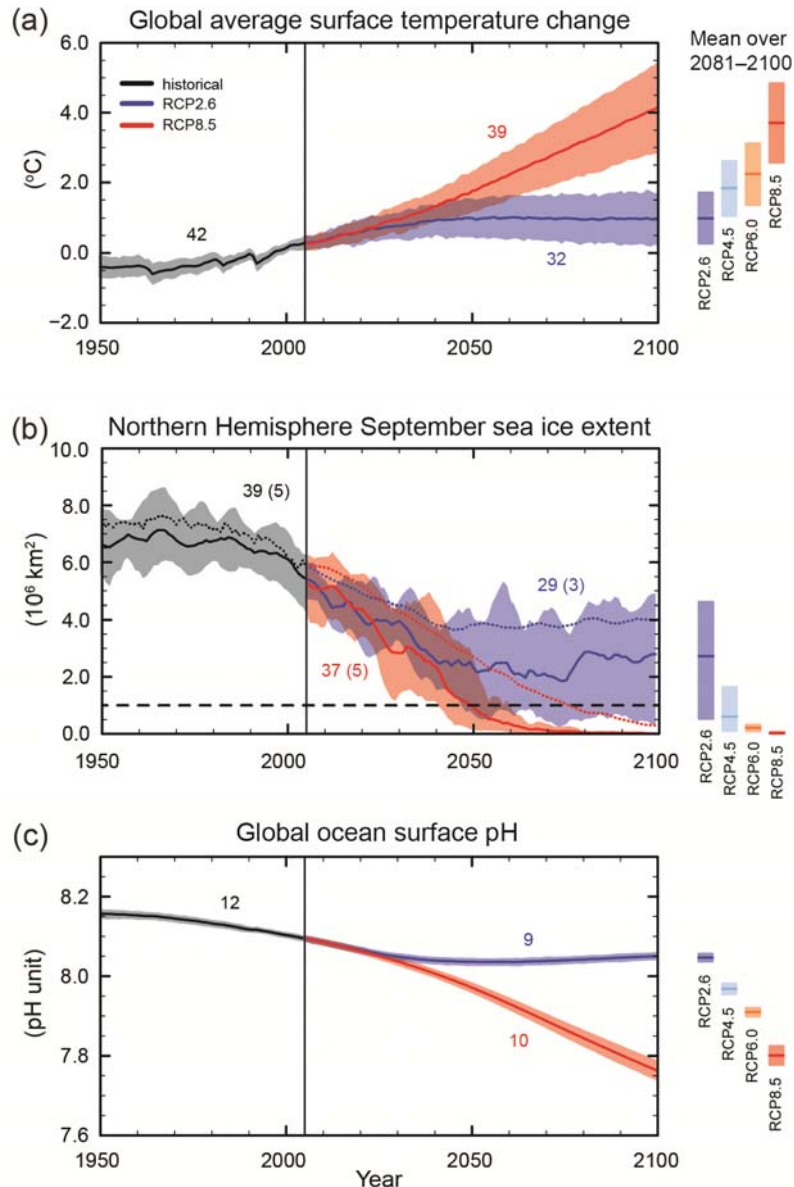 (a) Global average surface temperature change
Mean over
2081–2100
6.0
4.0
2.0
0.0
−2.0
(°C)
historical
RCP2.6
RCP8.5
42
39
32
1950 2000 2050 2100
RCP2.6
RCP4.5
RCP6.0
RCP8.5
(b) Northern Hemisphere September sea ice extent
10.0
8.0
6.0
4.0
2.0
0.0
(10⁶ km²)
39 (5)
29 (3)
37 (5)
1950 2000 2050 2100
RCP2.6
RCP4.5
RCP6.0
RCP8.5
(c) Global ocean surface pH
8.2
8.0
7.8
7.6
(pH unit)
12
9
10
1950 2000 2050 2100
Year
RCP2.6
RCP4.5
RCP6.0
RCP8.5